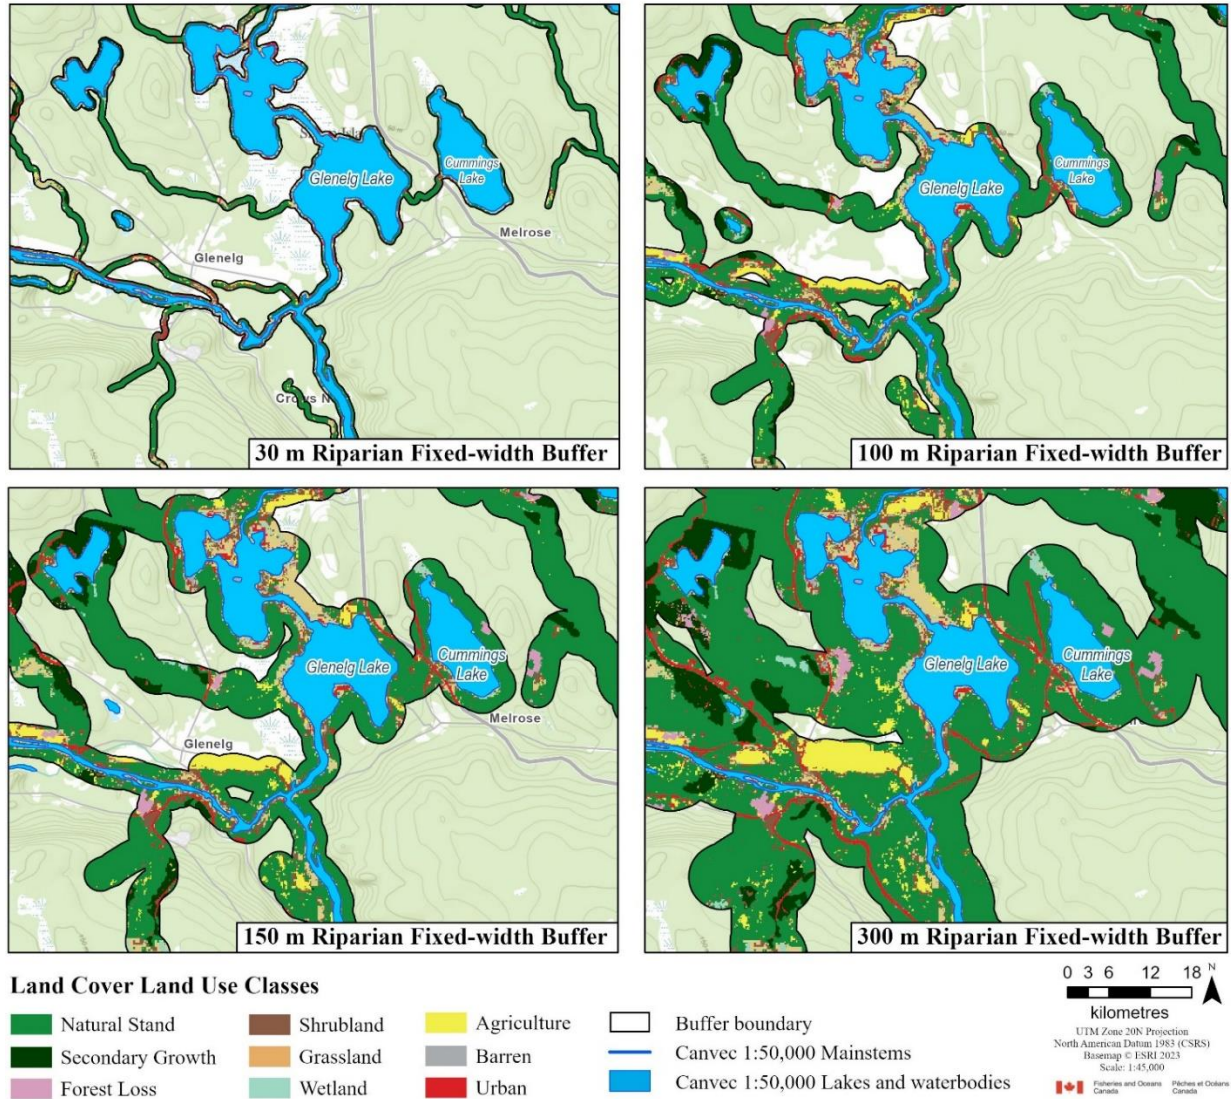 Glenelg Lake
Cummings
Lake
Melrose
Glenelg
30 m Riparian Fixed-width Buffer
Glenelg Lake
Cummings
Lake
100 m Riparian Fixed-width Buffer
Glenelg Lake
Cummings
Lake
Melrose
Glenelg
150 m Riparian Fixed-width Buffer
Glenelg Lake
Cummings
Lake
300 m Riparian Fixed-width Buffer
Land Cover Land Use Classes
Natural Stand
Secondary Growth
Forest Loss
Shrubland
Grassland
Wetland
Agriculture
Barren
Urban
Buffer boundary
Canvec 1:50,000 Mainstems
Canvec 1:50,000 Lakes and waterbodies
0 3 6 12 18
N
kilometres
UTM Zone 20N Projection
North American Datum 1983 (CSRS)
Basemap © ESRI 2023
Scale: 1:45,000
Fisheries and Oceans Pêches et Océans
Canada Canada